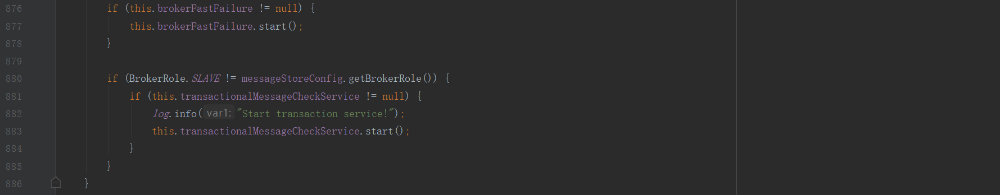 876 if (this.brokerFastFailure != null) {
877 this.brokerFastFailure.start();
878 }
879
880 if (BrokerRole.SLAVE != messageStoreConfig.getBrokerRole()) {
881 if (this.transactionalMessageCheckService != null) {
882 log.info( var1: "Start transaction service!");
883 this.transactionalMessageCheckService.start();
884 }
885 }
886 }